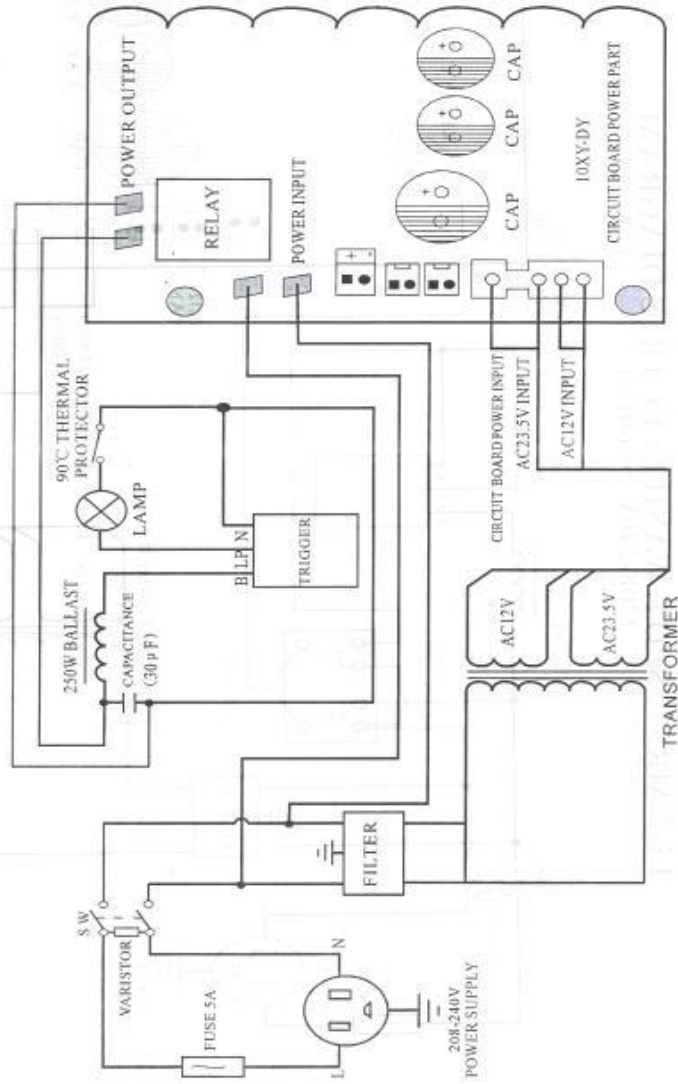 S W
VARISTOR
FUSE 5A
L
N
208-240V
POWER SUPPLY
FILTER
250W BALLAST
CAPACITANCE
(30μF)
90℃ THERMAL
PROTECTOR
LAMP
B LP N
TRIGGER
TRANSFORMER
AC12V
AC23.5V
CIRCUIT BOARD POWER INPUT
AC23.5V INPUT
AC12V INPUT
POWER OUTPUT
RELAY
POWER INPUT
+
-
+
CAP
+
CAP
+
CAP
10XY-DY
CIRCUIT BOARD POWER PART